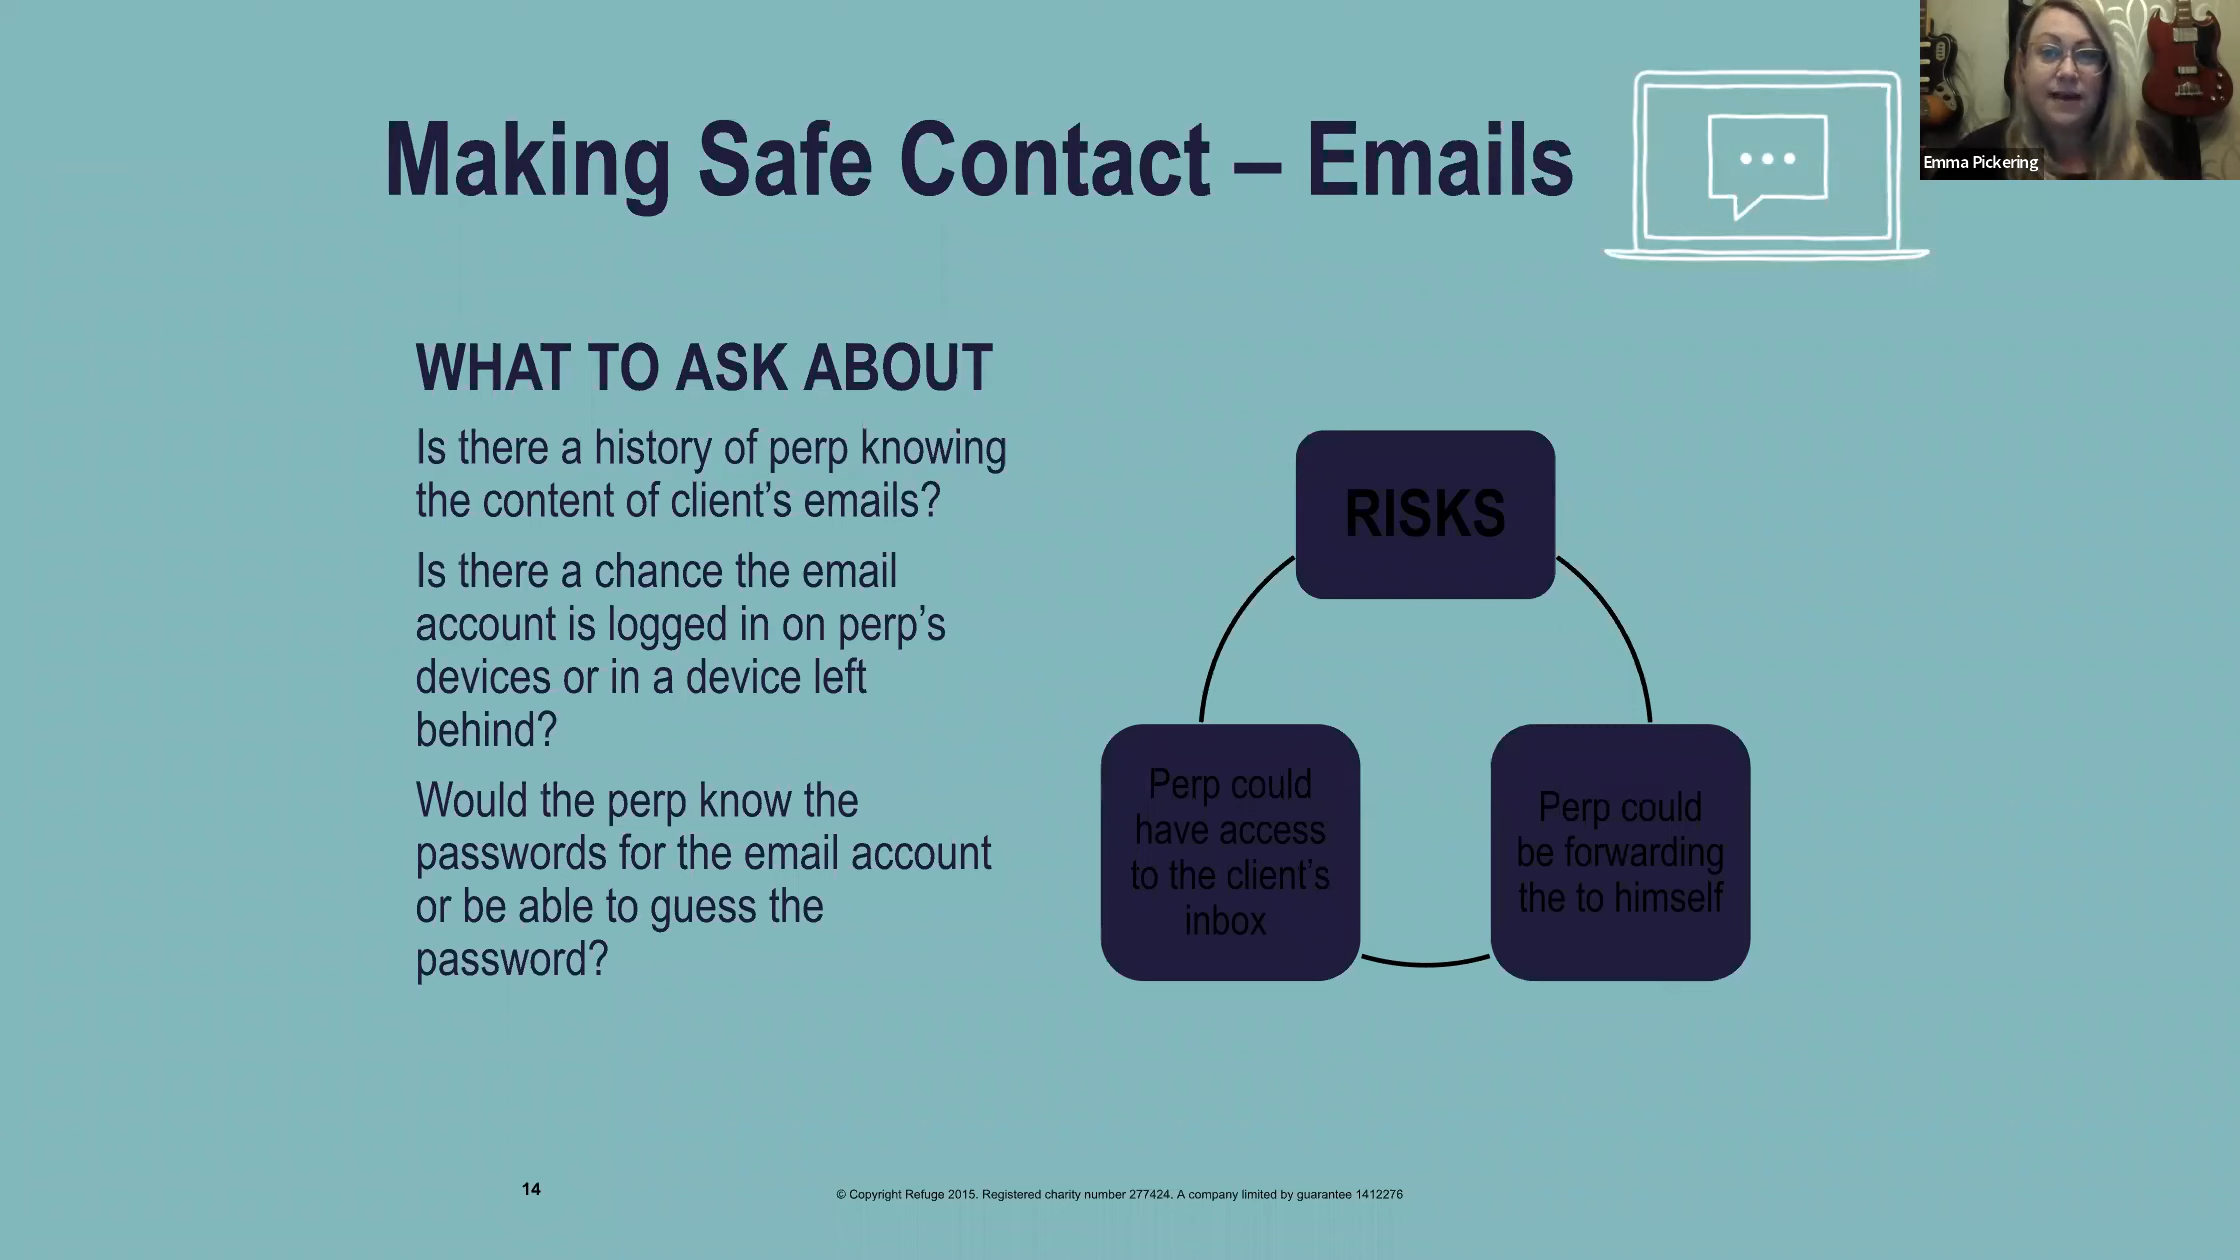 Making Safe Contact – Emails
Emma Pickering
WHAT TO ASK ABOUT
Is there a history of perp knowing
the content of client’s emails?
Is there a chance the email
account is logged in on perp’s
devices or in a device left
behind?
Would the perp know the
passwords for the email account
or be able to guess the
password?
RISKS
Perp could
have access
to the client’s
inbox
Perp could
be forwarding
the to himself
14
© Copyright Refuge 2015. Registered charity number 277424. A company limited by guarantee 1412276